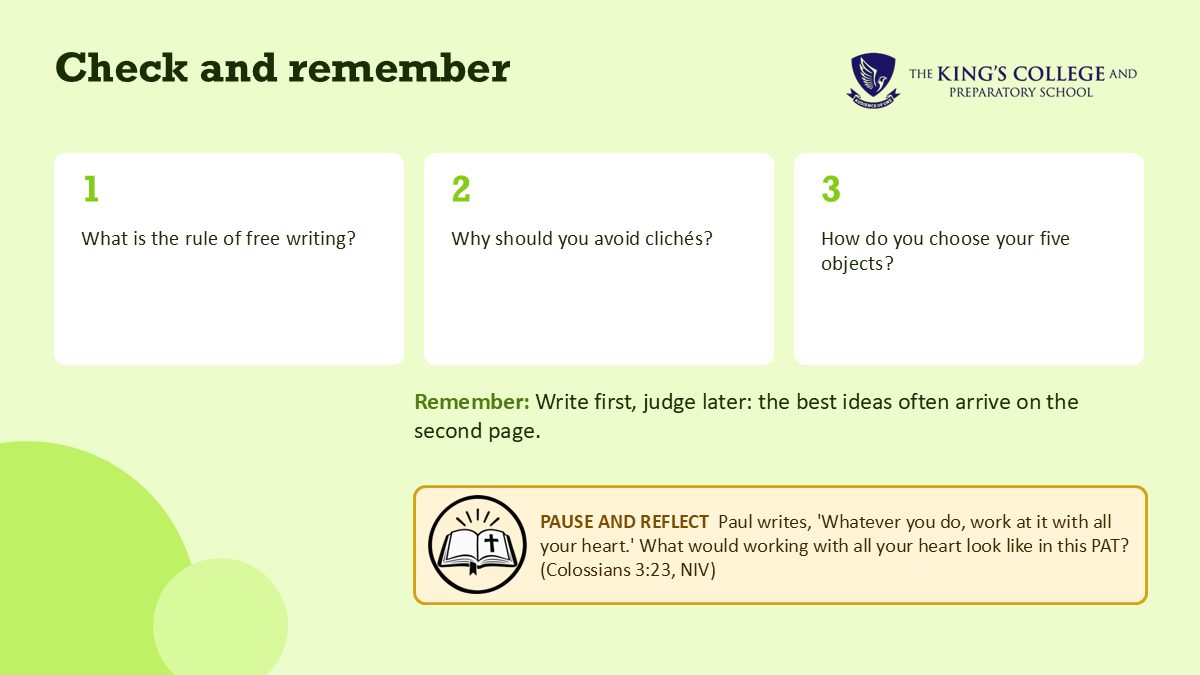 Check and remember
THE KING'S COLLEGE AND
PREPARATORY SCHOOL
AUDIENCE OF ONE
1
What is the rule of free writing?
2
Why should you avoid clichés?
3
How do you choose your five
objects?
Remember: Write first, judge later: the best ideas often arrive on the
second page.
PAUSE AND REFLECT Paul writes, 'Whatever you do, work at it with all
your heart.' What would working with all your heart look like in this PAT?
(Colossians 3:23, NIV)